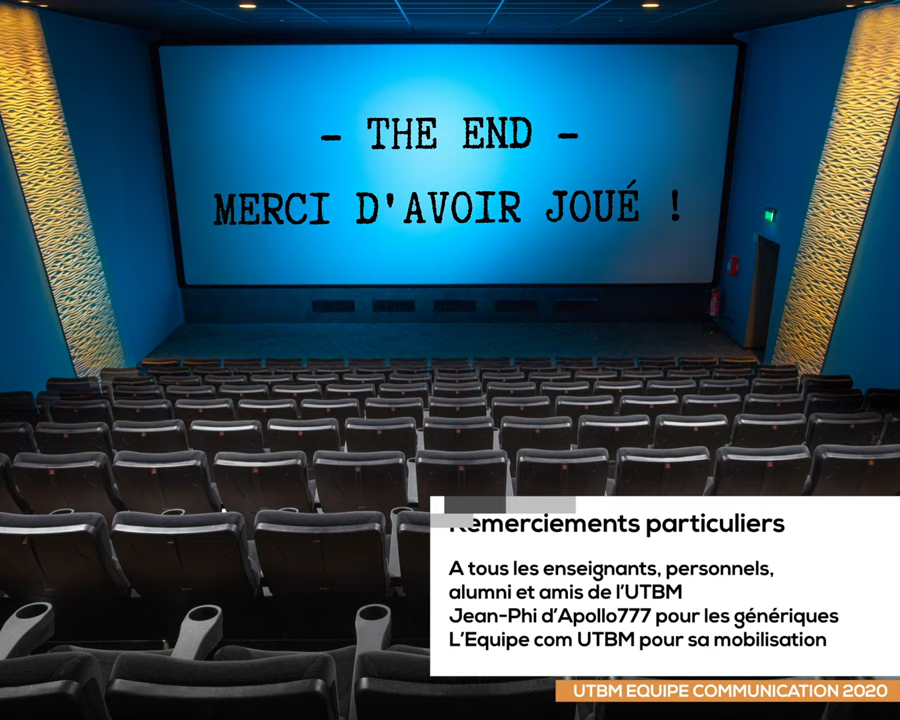 - THE END -
MERCI D'AVOIR JOUÉ !
Remerciements particuliers
A tous les enseignants, personnels,
alumni et amis de l'UTBM
Jean-Phi d'Apollo777 pour les génériques
L'Equipe com UTBM pour sa mobilisation
UTBM EQUIPE COMMUNICATION 2020